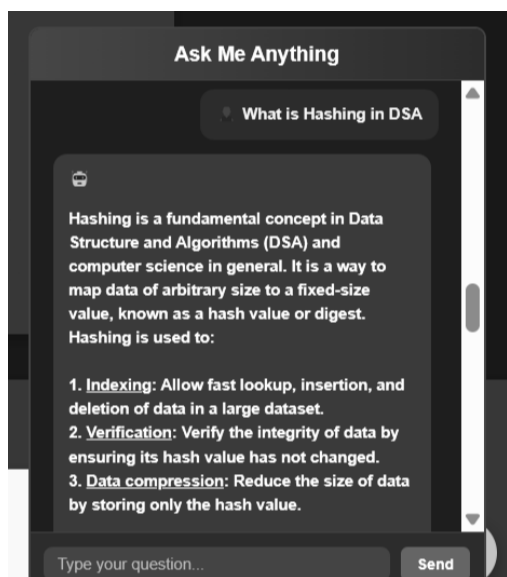 Ask Me Anything
What is Hashing in DSA
Hashing is a fundamental concept in Data
Structure and Algorithms (DSA) and
computer science in general. It is a way to
map data of arbitrary size to a fixed-size
value, known as a hash value or digest.
Hashing is used to:
1. Indexing: Allow fast lookup, insertion, and
deletion of data in a large dataset.
2. Verification: Verify the integrity of data by
ensuring its hash value has not changed.
3. Data compression: Reduce the size of data
by storing only the hash value.
Type your question...
Send